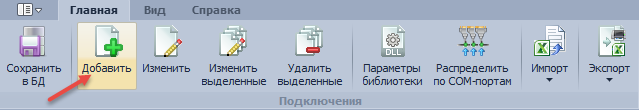 Главная Вид Справка
Сохранить в БД
Добавить
Изменить
Изменить выделенные
Удалить выделенные
DLL
Параметры библиотеки
Распределить по COM-портам
Импорт
Экспорт
Подключения